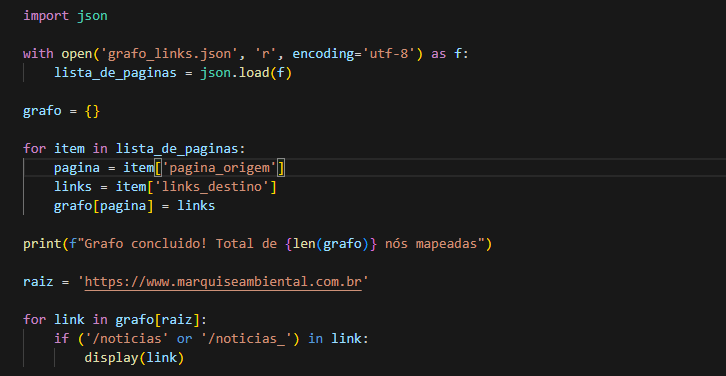 import json
with open('grafo_links.json', 'r', encoding='utf-8') as f:
    lista_de_paginas = json.load(f)
grafo = {}
for item in lista_de_paginas:
    pagina = item['pagina_origem']
    links = item['links_destino']
    grafo[pagina] = links
print(f"Grafo concluido! Total de {len(grafo)} nós mapeadas")
raiz = 'https://www.marquiseambiental.com.br'
for link in grafo[raiz]:
    if ('/noticias' or '/noticias_') in link:
        display(link)